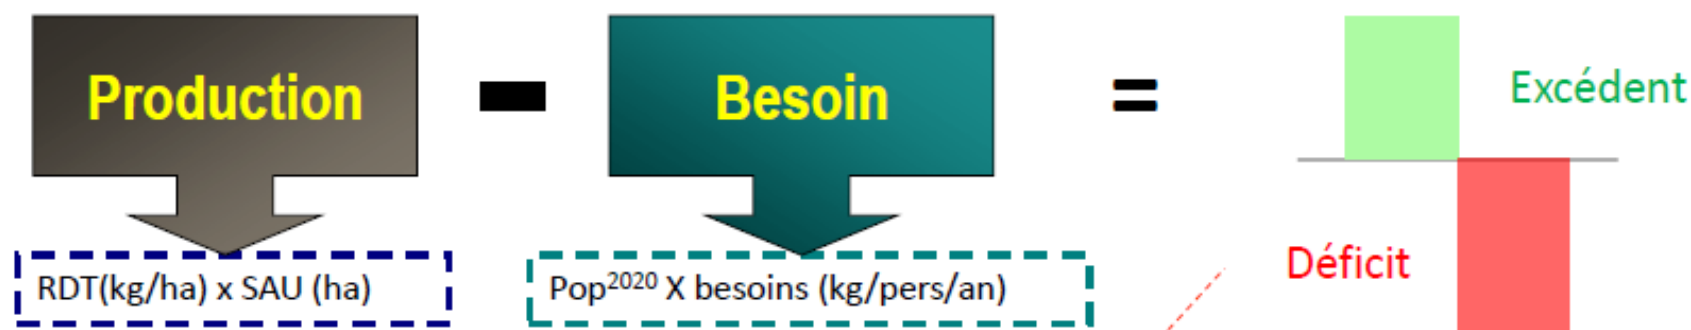 Production - Besoin = Excédent
Déficit
RDT(kg/ha) x SAU (ha)
Pop²⁰²⁰ X besoins (kg/pers/an)